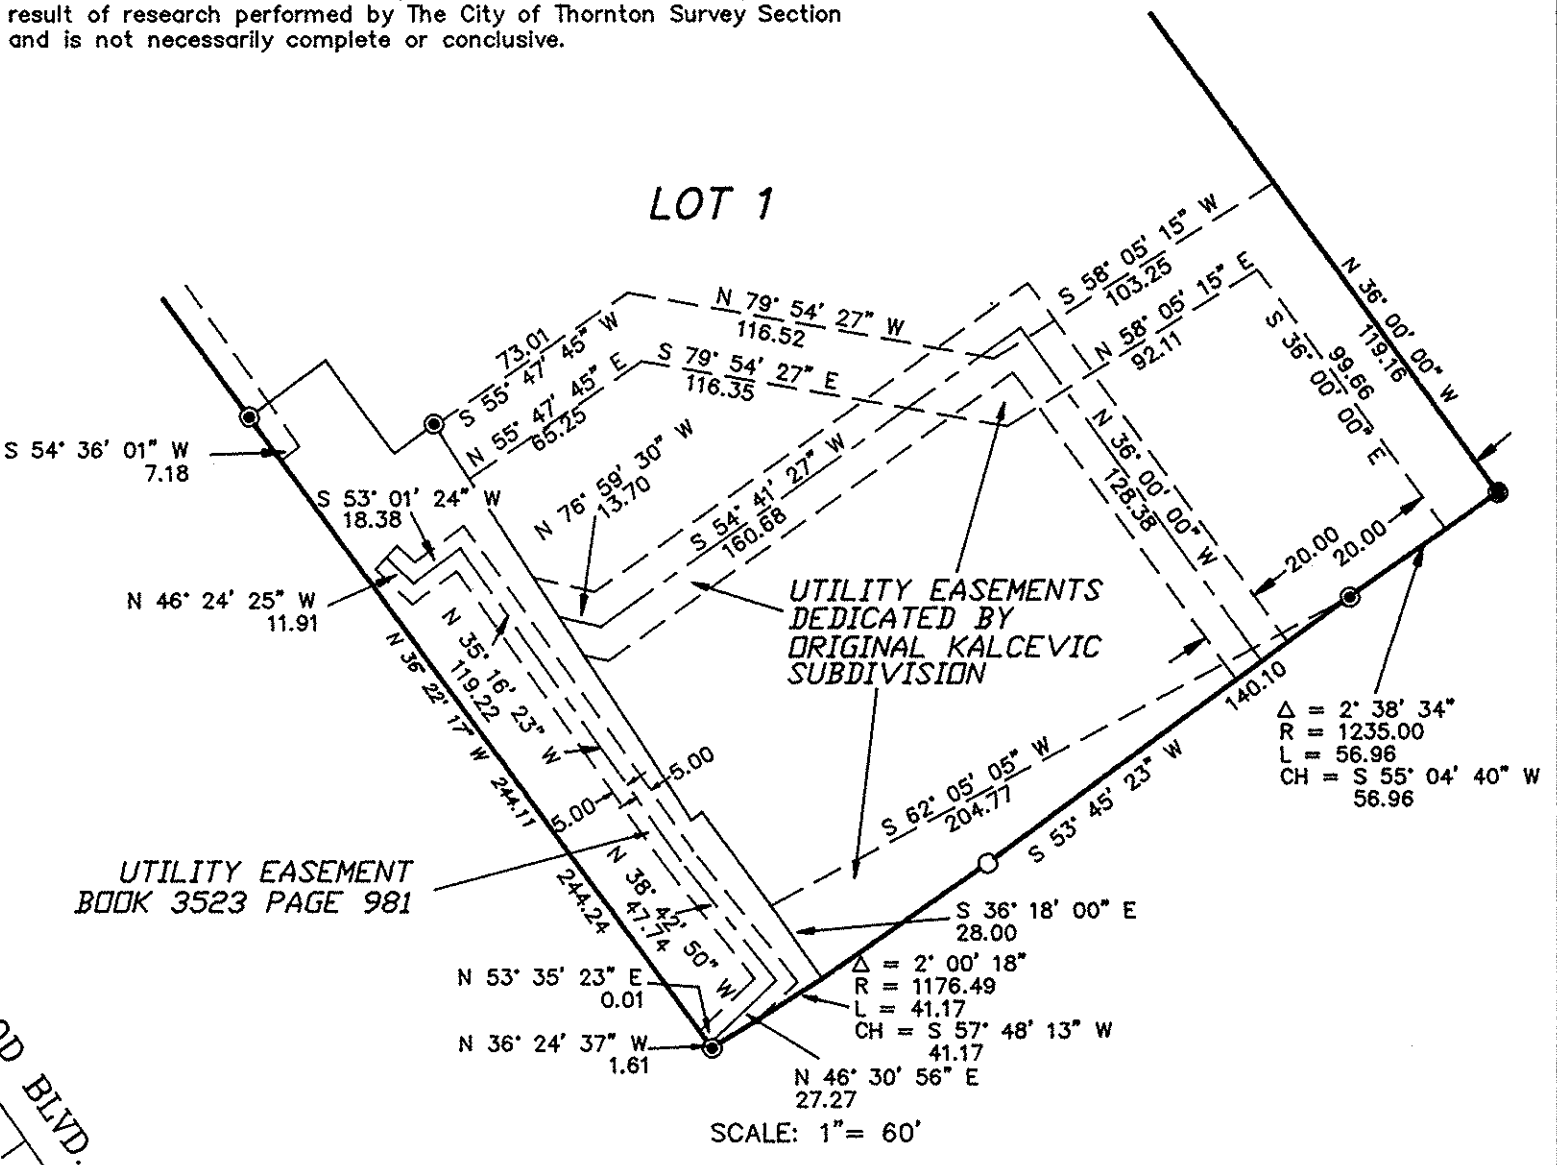 result of research performed by The City of Thornton Survey Section
and is not necessarily complete or conclusive.
LOT 1
S 58° 05' 15" W
103.25
N 58° 05' 15" E
92.11
N 36° 00' 00" W
119.16
S 36° 00' 00" E
99.66
N 79° 54' 27" W
116.52
S 79° 54' 27" E
116.35
73.01
S 55° 47' 45" W
N 55° 47' 45" E
65.25
S 54° 36' 01" W
7.18
S 53° 01' 24" W
18.38
N 76° 59' 30" W
13.70
S 54° 41' 27" W
160.68
N 36° 00' 00" W
128.38
20.00
20.00
N 46° 24' 25" W
11.91
N 35° 16' 23" W
119.22
N 36° 22' 17" W 244.11
244.24
UTILITY EASEMENTS
DEDICATED BY
ORIGINAL KALCEVIC
SUBDIVISION
140.10
S 53° 45' 23" W
Δ = 2° 38' 34"
R = 1235.00
L = 56.96
CH = S 55° 04' 40" W
56.96
5.00
5.00
S 62° 05' 05" W
204.77
UTILITY EASEMENT
BOOK 3523 PAGE 981
N 38° 42' 50" W
47.74
S 36° 18' 00" E
28.00
N 53° 35' 23" E
0.01
Δ = 2° 00' 18"
R = 1176.49
L = 41.17
CH = S 57° 48' 13" W
41.17
N 36° 24' 37" W
1.61
N 46° 30' 56" E
27.27
SCALE: 1"= 60'
BLVD.